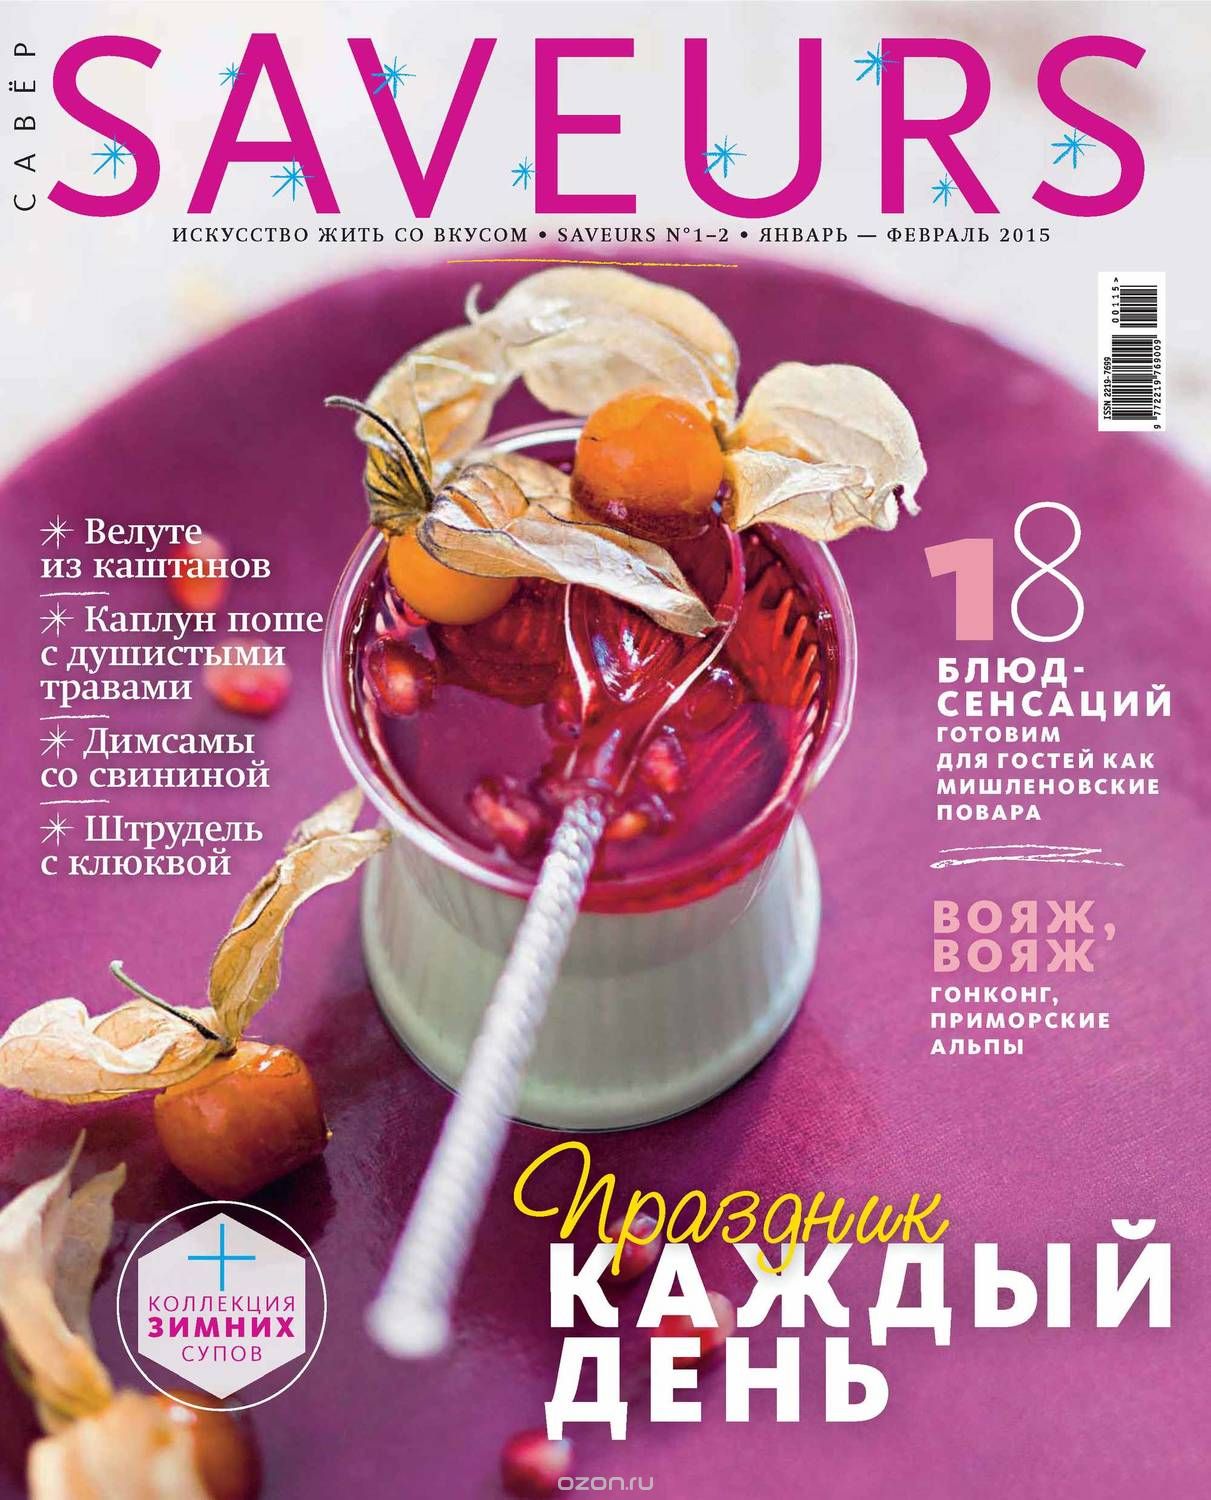 САВЁР
SAVEURS
ИСКУССТВО ЖИТЬ СО ВКУСОМ • SAVEURS N°1–2 • ЯНВАРЬ — ФЕВРАЛЬ 2015
ISSN 2219-7699
00115>
9 772219 769009
Велуте
из каштанов
Каплун поше
с душистыми
травами
Димсамы
со свининой
Штрудель
с клюквой
18
БЛЮД-
СЕНСАЦИЙ
ГОТОВИМ
ДЛЯ ГОСТЕЙ КАК
МИШЛЕНОВСКИЕ
ПОВАРА
ВОЯЖ,
ВОЯЖ
ГОНКОНГ,
ПРИМОРСКИЕ
АЛЬПЫ
Праздник
КАЖДЫЙ
ДЕНЬ
+
КОЛЛЕКЦИЯ
ЗИМНИХ
СУПОВ
ozon.ru